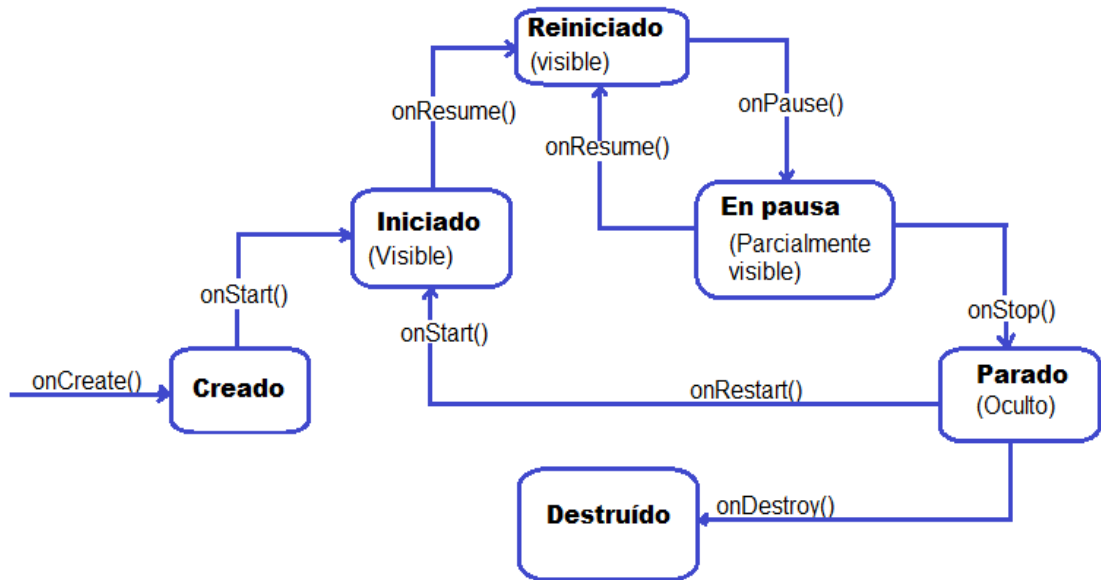 Reiniciado
(visible)
onPause()
onResume()
onResume()
Iniciado
(Visible)
En pausa
(Parcialmente
visible)
onStart()
onStop()
onStart()
onCreate()
Creado
onRestart()
Parado
(Oculto)
Destruído
onDestroy()